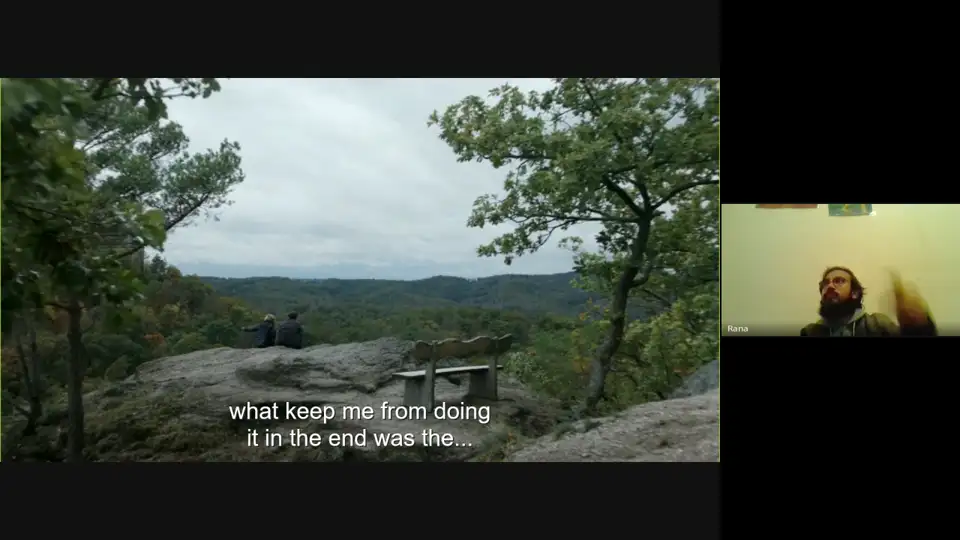 what keep me from doing
it in the end was the...
Rana